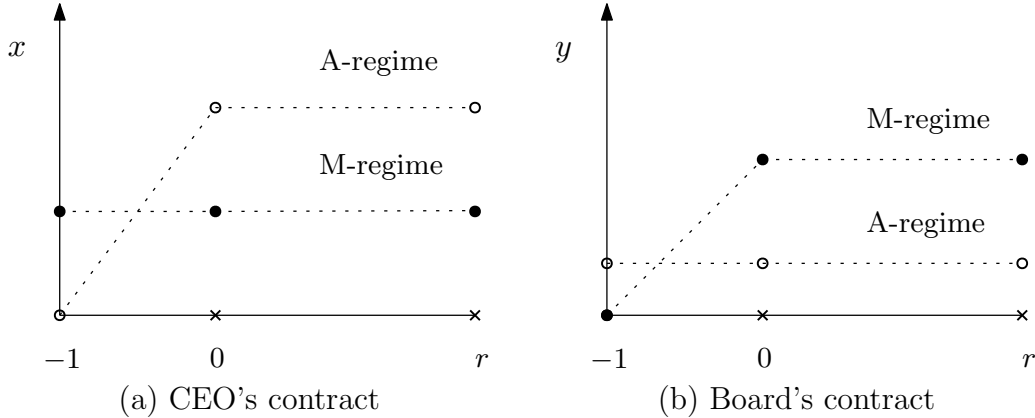 x
A-regime
M-regime
−1
0
r
(a) CEO's contract
y
M-regime
A-regime
−1
0
r
(b) Board's contract